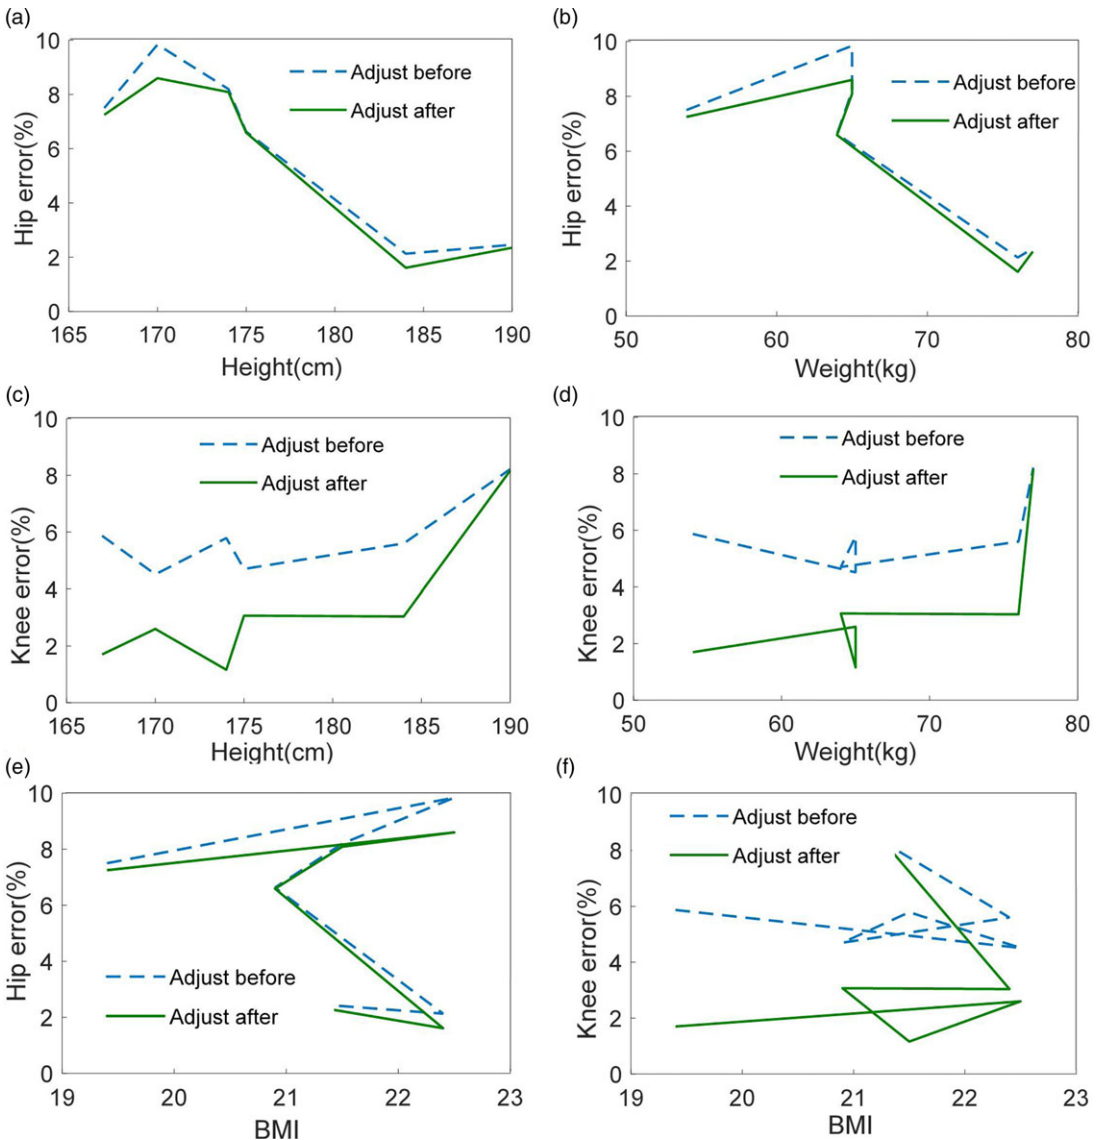 (a)
10
8
6
4
2
0
Hip error(%)
Adjust before
Adjust after
165 170 175 180 185 190
Height(cm)
(b)
10
8
6
4
2
0
Hip error(%)
Adjust before
Adjust after
50 60 70 80
Weight(kg)
(c)
10
8
6
4
2
0
Knee error(%)
Adjust before
Adjust after
165 170 175 180 185 190
Height(cm)
(d)
10
8
6
4
2
0
Knee error(%)
Adjust before
Adjust after
50 60 70 80
Weight(kg)
(e)
10
8
6
4
2
0
Hip error(%)
Adjust before
Adjust after
19 20 21 22 23
BMI
(f)
10
8
6
4
2
0
Knee error(%)
Adjust before
Adjust after
19 20 21 22 23
BMI